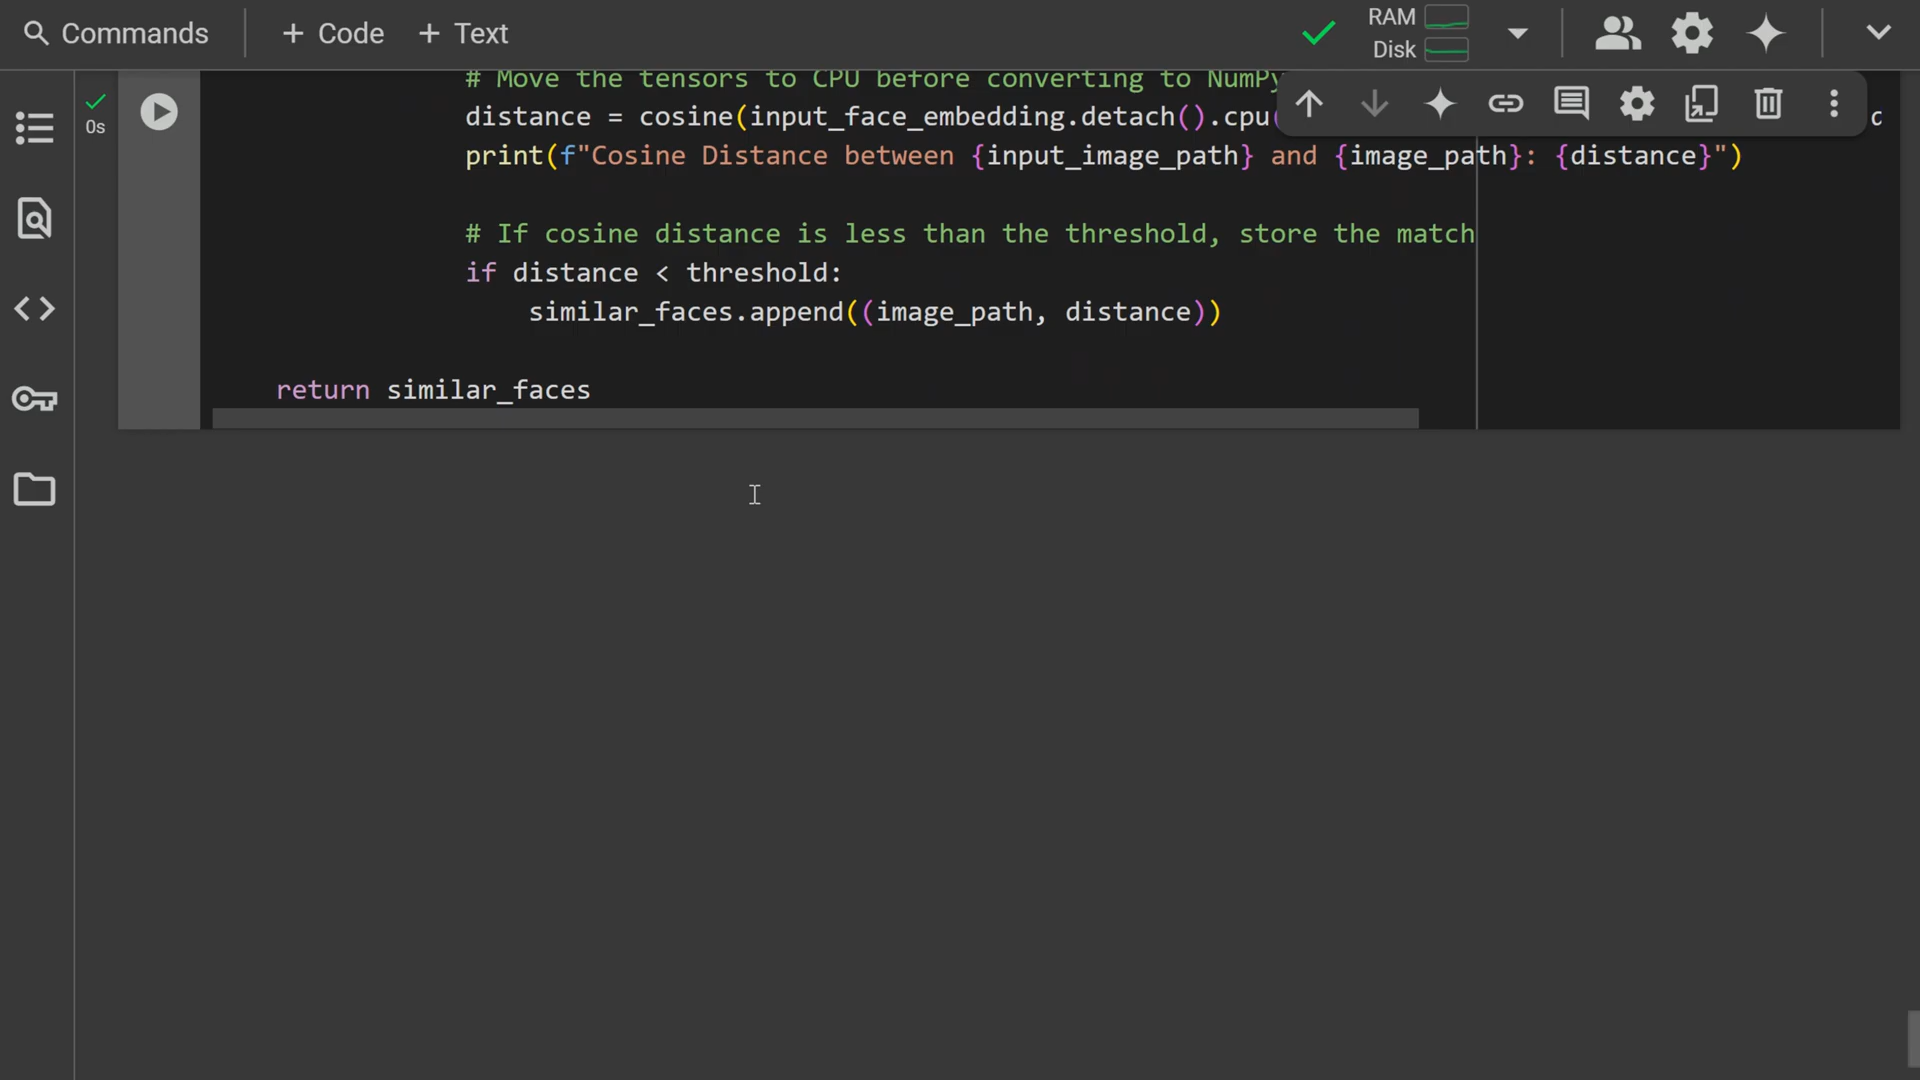 Commands
+ Code + Text
RAM
Disk
0s
# Move the tensors to CPU before converting to NumPy
distance = cosine(input_face_embedding.detach().cpu(
print(f"Cosine Distance between {input_image_path} and {image_path}: {distance}")
# If cosine distance is less than the threshold, store the match
if distance < threshold:
similar_faces.append((image_path, distance))
return similar_faces